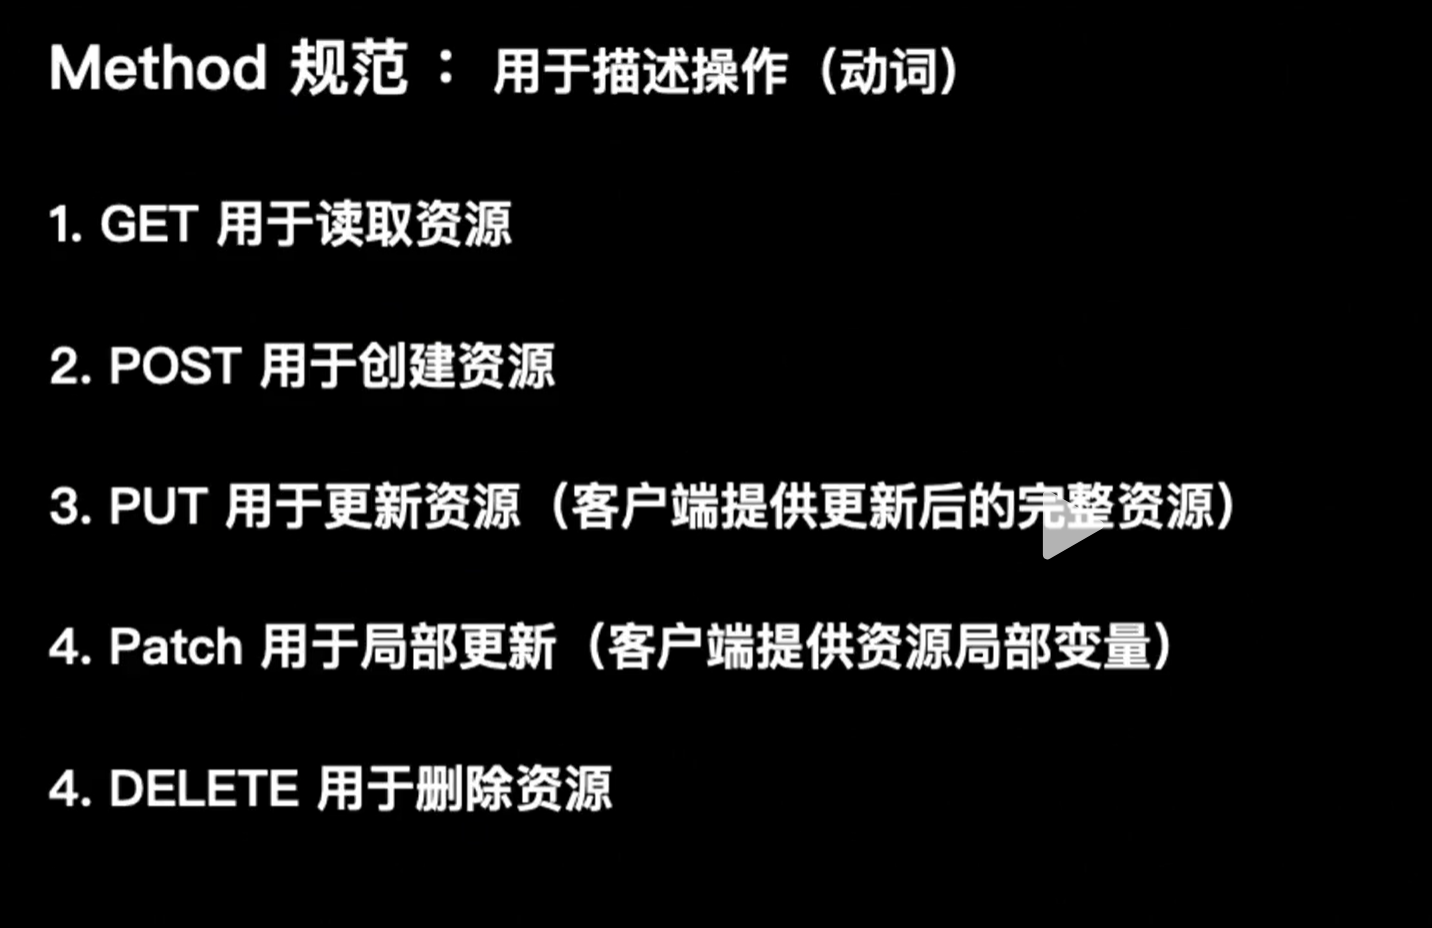 Method 规范 ： 用于描述操作（动词）
1. GET 用于读取资源
2. POST 用于创建资源
3. PUT 用于更新资源（客户端提供更新后的完整资源）
4. Patch 用于局部更新（客户端提供资源局部变量）
4. DELETE 用于删除资源